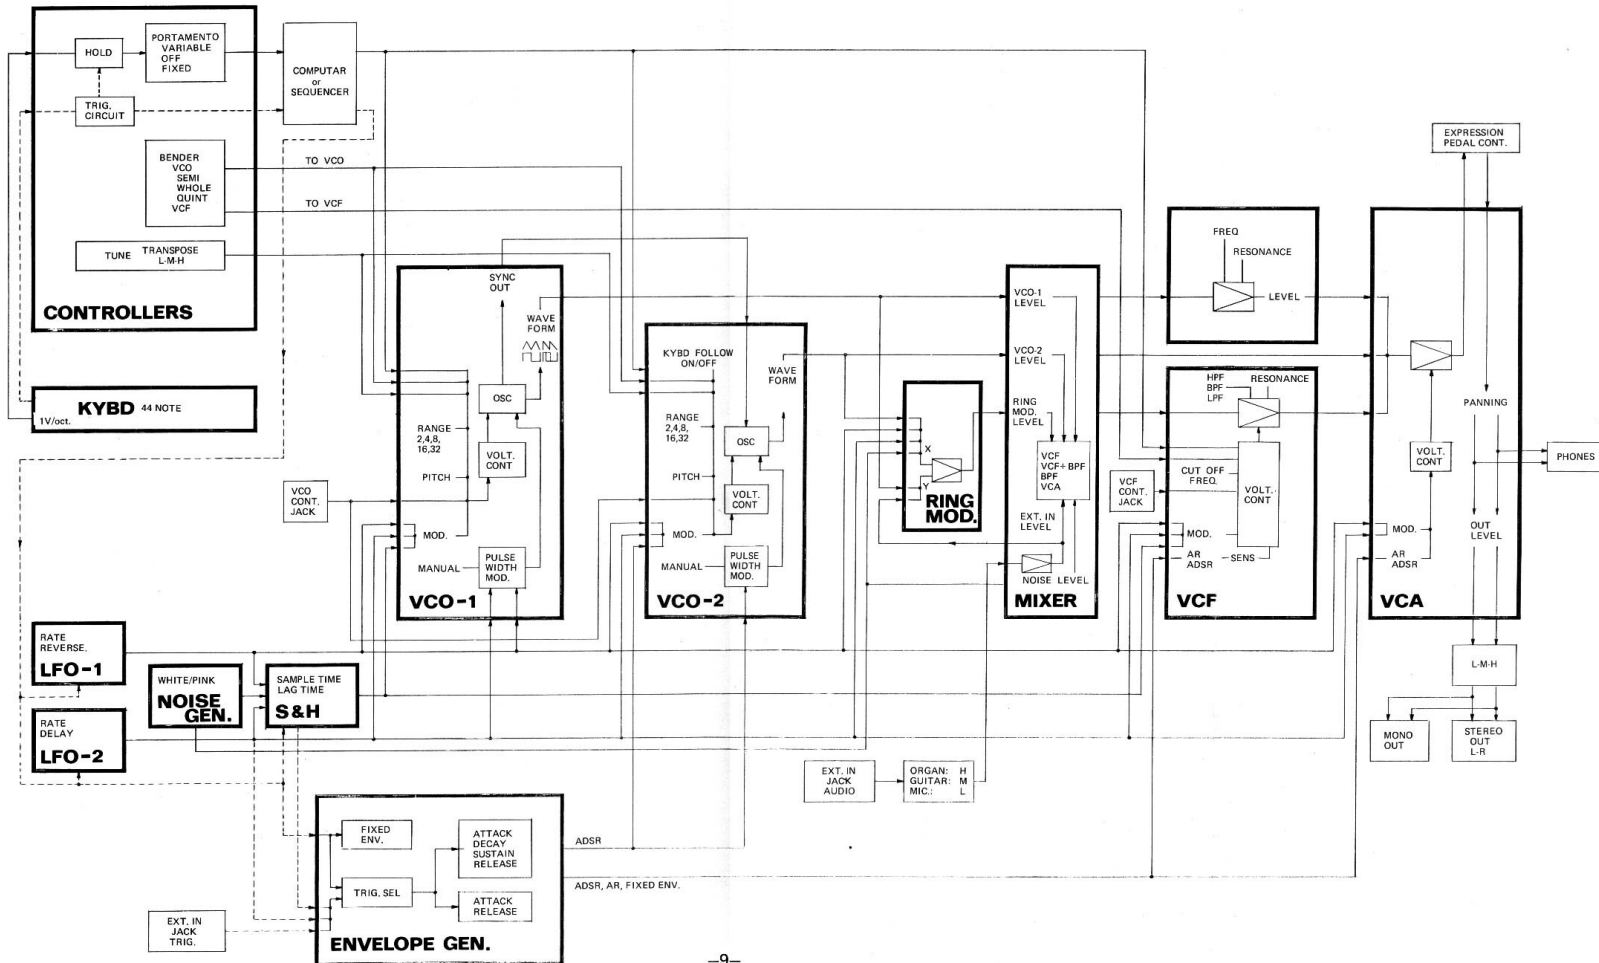 HOLD
PORTAMENTO
VARIABLE
OFF
FIXED
TRIG.
CIRCUIT
BENDER
VCO
SEMI
WHOLE
QUINT
VCF
TUNE
TRANSPOSE
L-M-H
CONTROLLERS
COMPUTAR
or
SEQUENCER
TO VCO
TO VCF
KYBD 44 NOTE
1V/oct.
VCO
CONT.
JACK
SYNC
OUT
WAVE
FORM
OSC
RANGE
2,4,8,
16,32
VOLT.
CONT
PITCH
MOD.
MANUAL
PULSE
WIDTH
MOD.
VCO-1
KYBD FOLLOW
ON/OFF
WAVE
FORM
RANGE
2,4,8,
16,32
OSC
PITCH
VOLT.
CONT
MOD.
MANUAL
PULSE
WIDTH
MOD.
VCO-2
X
Y
RING
MOD.
VCO-1
LEVEL
VCO-2
LEVEL
RING
MOD.
LEVEL
VCF
VCF+BPF
BPF
VCA
EXT. IN
LEVEL
NOISE LEVEL
MIXER
FREQ
RESONANCE
LEVEL
HPF
BPF
LPF
RESONANCE
CUT OFF
FREQ.
VOLT.
CONT
MOD.
AR
ADSR
SENS
VCF
VCF
CONT.
JACK
EXPRESSION
PEDAL CONT.
PANNING
VOLT.
CONT
MOD.
AR
ADSR
OUT
LEVEL
VCA
PHONES
L-M-H
MONO
OUT
STEREO
OUT
L-R
RATE
REVERSE.
LFO-1
WHITE/PINK
NOISE
GEN.
SAMPLE TIME
LAG TIME
S&H
RATE
DELAY
LFO-2
EXT. IN
JACK
AUDIO
ORGAN: H
GUITAR: M
MIC.: L
FIXED
ENV.
TRIG. SEL
ATTACK
DECAY
SUSTAIN
RELEASE
ATTACK
RELEASE
ENVELOPE GEN.
ADSR
ADSR, AR, FIXED ENV.
EXT. IN
JACK
TRIG.
—9—